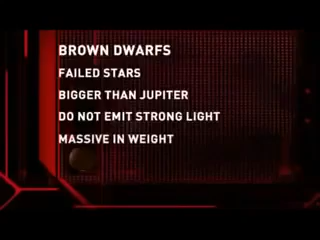 BROWN DWARFS
FAILED STARS
BIGGER THAN JUPITER
DO NOT EMIT STRONG LIGHT
MASSIVE IN WEIGHT